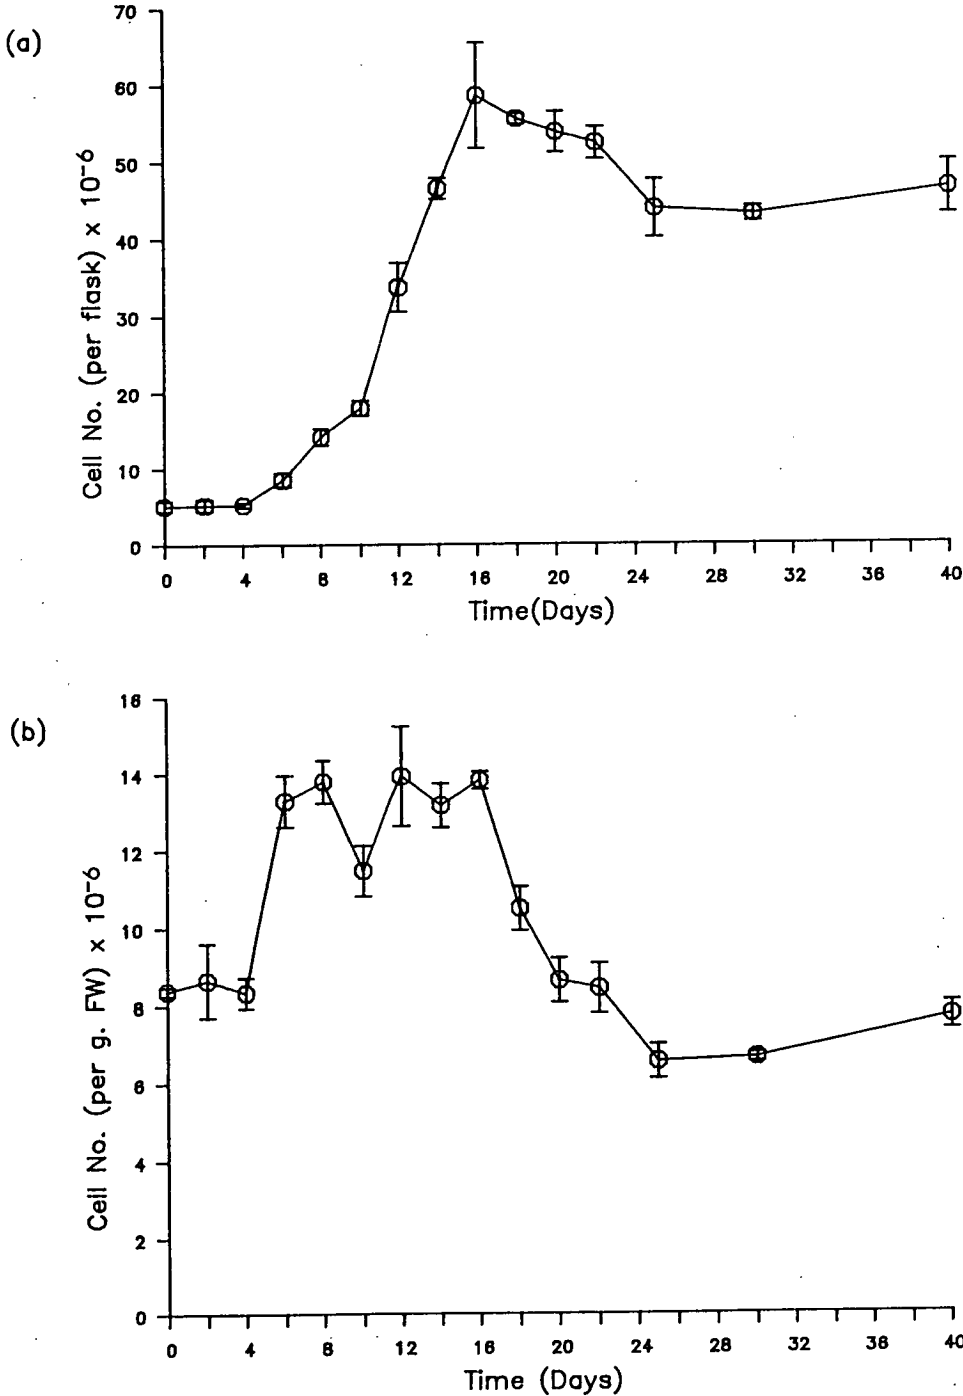 (a)
Cell No. (per flask) x 10-6
70
60
50
40
30
20
10
0
0 4 8 12 16 20 24 28 32 36 40
Time(Days)
(b)
Cell No. (per g. FW) x 10-6
16
14
12
10
8
6
4
2
0
0 4 8 12 16 20 24 28 32 36 40
Time (Days)